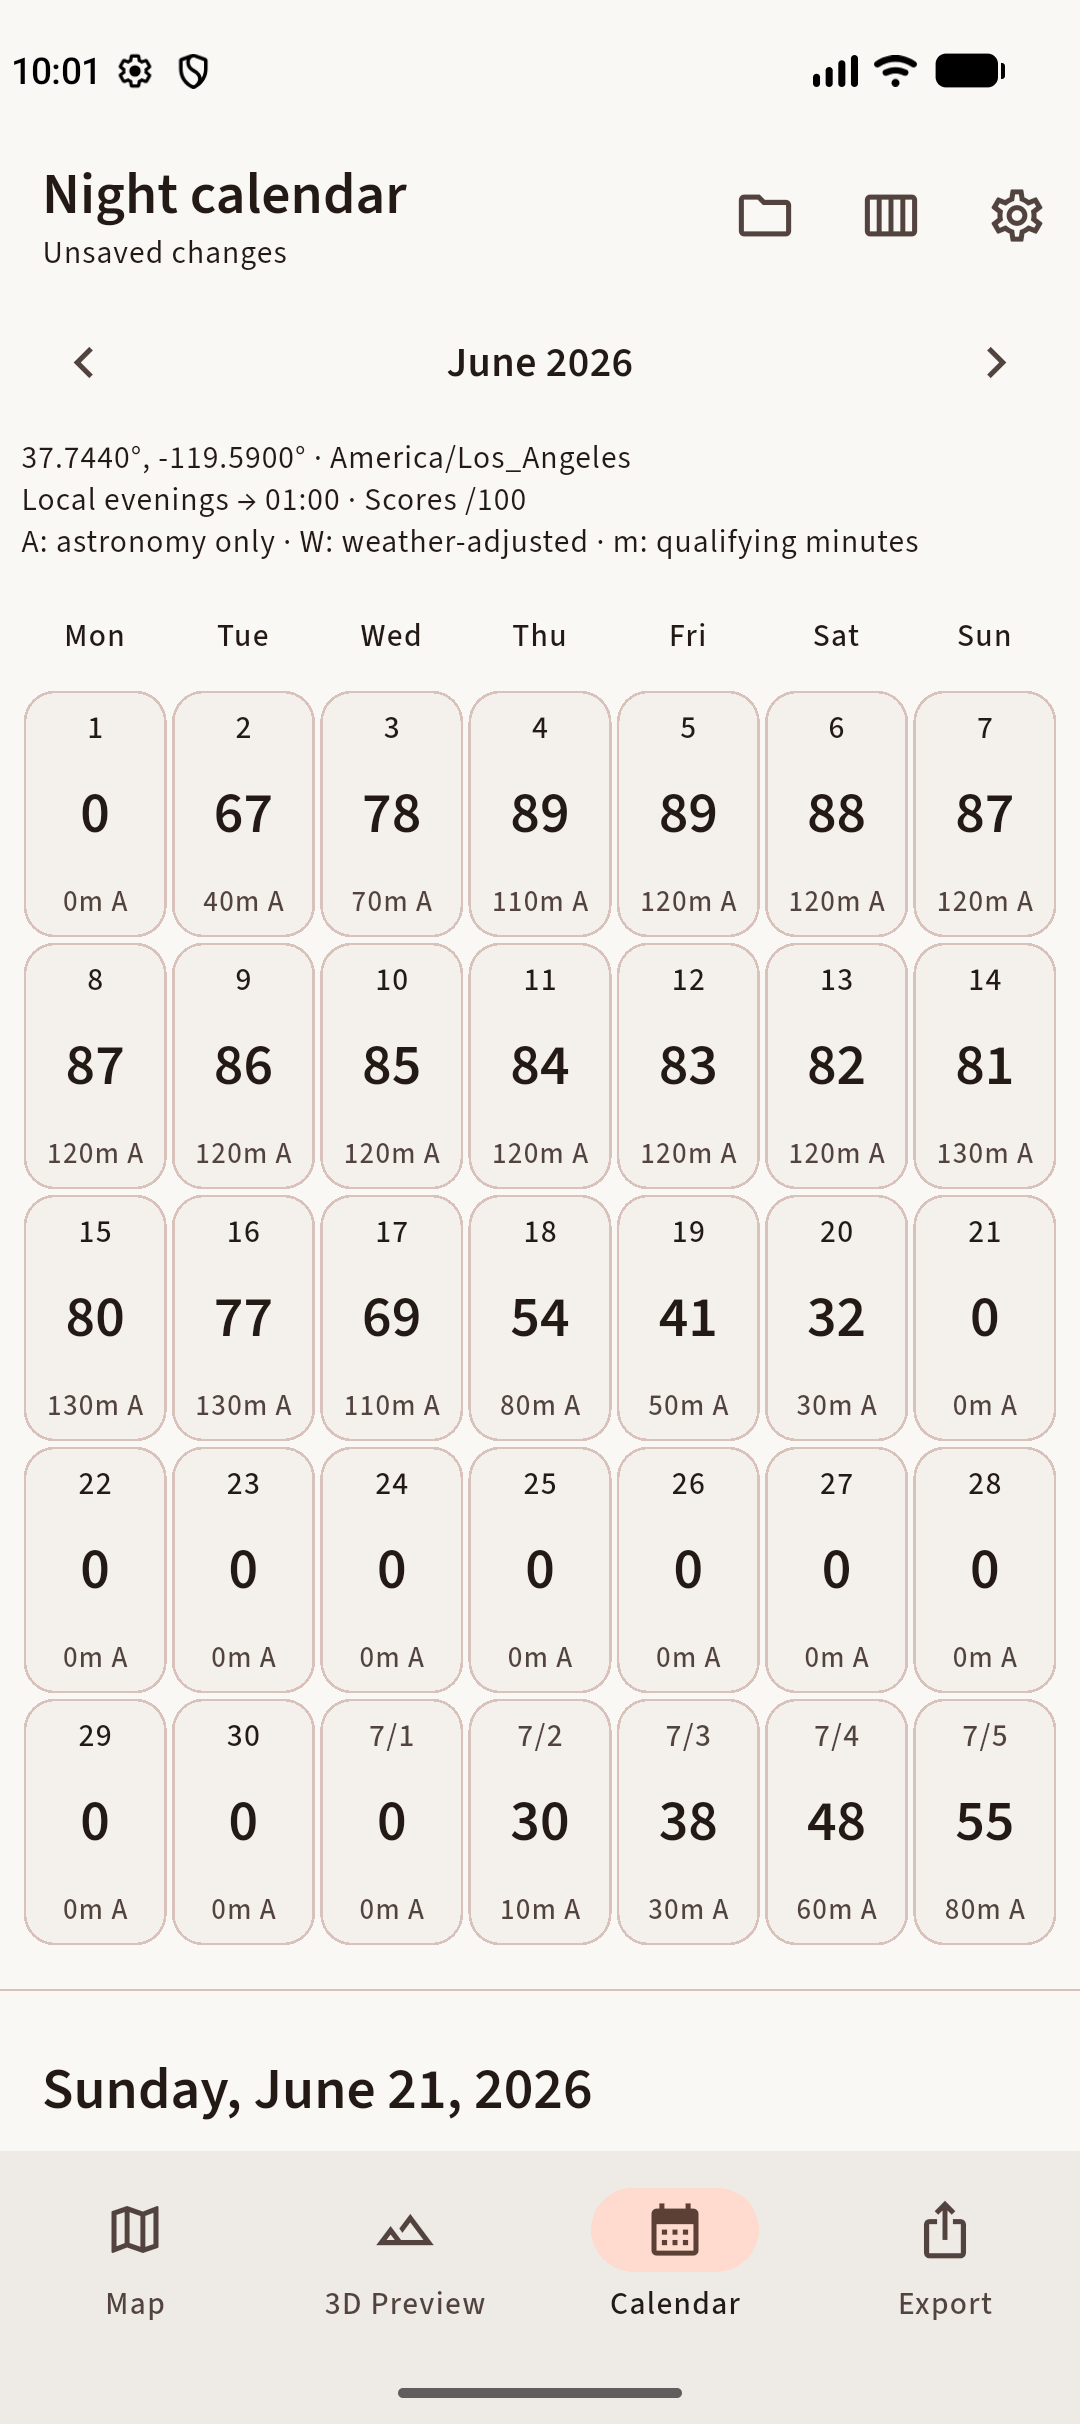 10:01
Night calendar
Unsaved changes
June 2026
37.7440°, -119.5900° · America/Los_Angeles
Local evenings → 01:00 · Scores /100
A: astronomy only · W: weather-adjusted · m: qualifying minutes
Mon Tue Wed Thu Fri Sat Sun
1 2 3 4 5 6 7
0 67 78 89 89 88 87
0m A 40m A 70m A 110m A 120m A 120m A 120m A
8 9 10 11 12 13 14
87 86 85 84 83 82 81
120m A 120m A 120m A 120m A 120m A 120m A 130m A
15 16 17 18 19 20 21
80 77 69 54 41 32 0
130m A 130m A 110m A 80m A 50m A 30m A 0m A
22 23 24 25 26 27 28
0 0 0 0 0 0 0
0m A 0m A 0m A 0m A 0m A 0m A 0m A
29 30 7/1 7/2 7/3 7/4 7/5
0 0 0 30 38 48 55
0m A 0m A 0m A 10m A 30m A 60m A 80m A
Sunday, June 21, 2026
Map 3D Preview Calendar Export